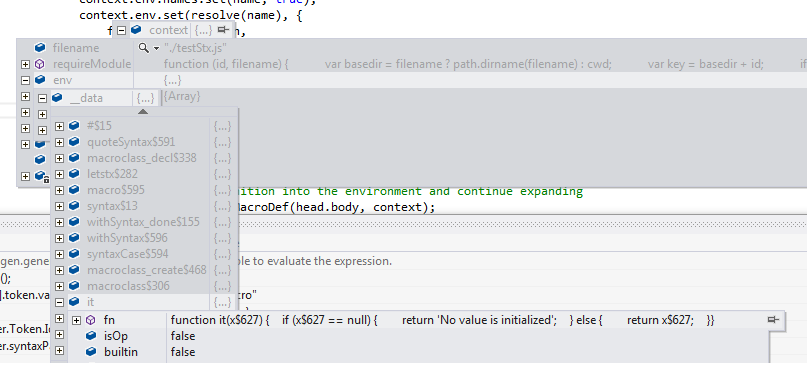 context.env.names.set(name, true);
context.env.set(resolve(name), {
context {...}
filename "./testStx.js"
requireModule function (id, filename) { var basedir = filename ? path.dirname(filename) : cwd; var key = basedir + id; if
env {...}
__data {...} {Array}
#$15 {...}
quoteSyntax$591 {...}
macroclass_decl$338 {...}
letstx$282 {...}
macro$595 {...}
nition into the environment and continue expanding
syntax$13 {...}
MacroDef(head.body, context);
withSyntax_done$155 {...}
withSyntax$596 {...}
syntaxCase$594 {...}
gen.gene ble to evaluate the expression.
macroclass_create$468 {...}
();
macroclass$306 {...}
].token.va ro"
it {...}
fn function it(x$627) { if (x$627 == null) { return 'No value is initialized'; } else { return x$627; }}
er.Token.Id
isOp false
er.syntaxP
builtin false